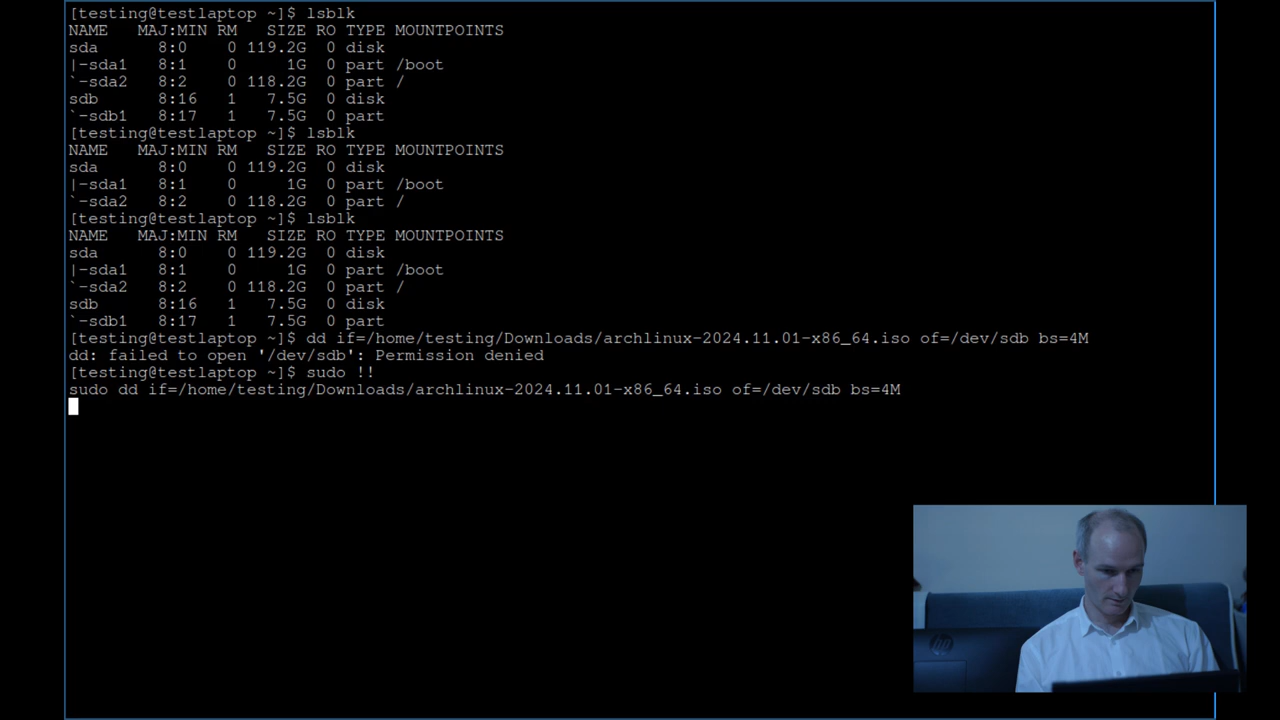 [testing@testlaptop ~]$ lsblk
NAME   MAJ:MIN RM   SIZE RO TYPE MOUNTPOINTS
sda      8:0    0 119.2G  0 disk
|-sda1   8:1    0     1G  0 part /boot
`-sda2   8:2    0 118.2G  0 part /
sdb      8:16   1   7.5G  0 disk
`-sdb1   8:17   1   7.5G  0 part
[testing@testlaptop ~]$ lsblk
NAME   MAJ:MIN RM   SIZE RO TYPE MOUNTPOINTS
sda      8:0    0 119.2G  0 disk
|-sda1   8:1    0     1G  0 part /boot
`-sda2   8:2    0 118.2G  0 part /
[testing@testlaptop ~]$ lsblk
NAME   MAJ:MIN RM   SIZE RO TYPE MOUNTPOINTS
sda      8:0    0 119.2G  0 disk
|-sda1   8:1    0     1G  0 part /boot
`-sda2   8:2    0 118.2G  0 part /
sdb      8:16   1   7.5G  0 disk
`-sdb1   8:17   1   7.5G  0 part
[testing@testlaptop ~]$ dd if=/home/testing/Downloads/archlinux-2024.11.01-x86_64.iso of=/dev/sdb bs=4M
dd: failed to open '/dev/sdb': Permission denied
[testing@testlaptop ~]$ sudo !!
sudo dd if=/home/testing/Downloads/archlinux-2024.11.01-x86_64.iso of=/dev/sdb bs=4M
hp